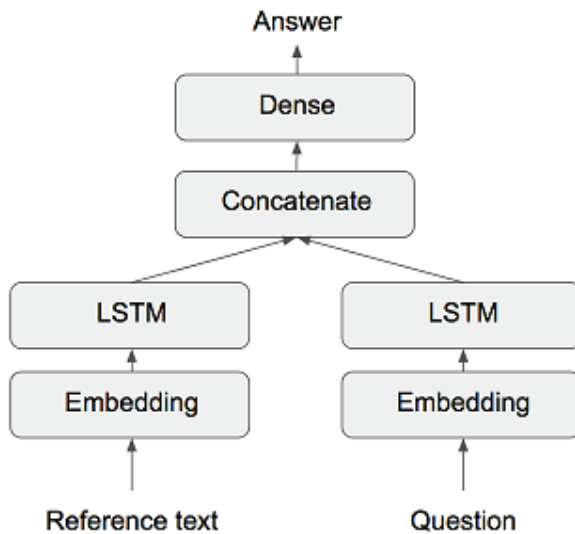 Answer
Dense
Concatenate
LSTM LSTM
Embedding Embedding
Reference text Question